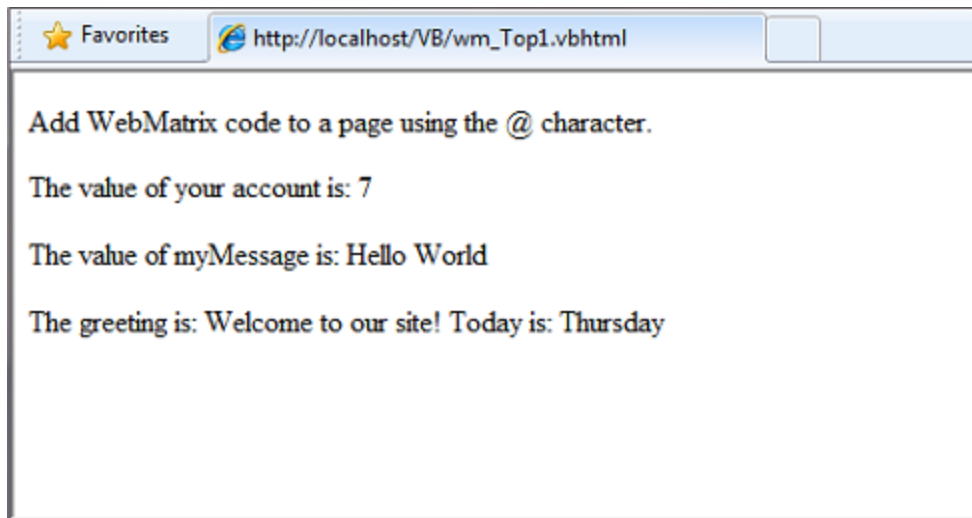 Favorites
http://localhost/VB/wm_Top1.vbhtml
Add WebMatrix code to a page using the @ character.
The value of your account is: 7
The value of myMessage is: Hello World
The greeting is: Welcome to our site! Today is: Thursday